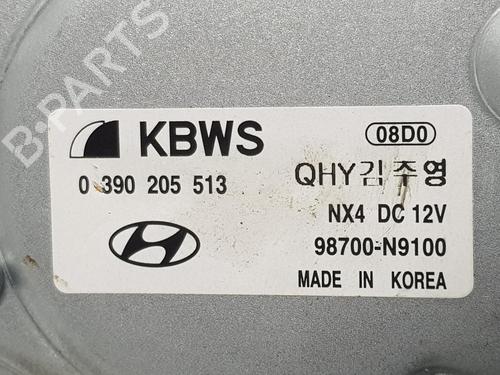 B-PARTS
KBWS
08D0
0 390 205 513
QHY김주영
NX4 DC 12V
98700-N9100
MADE IN KOREA